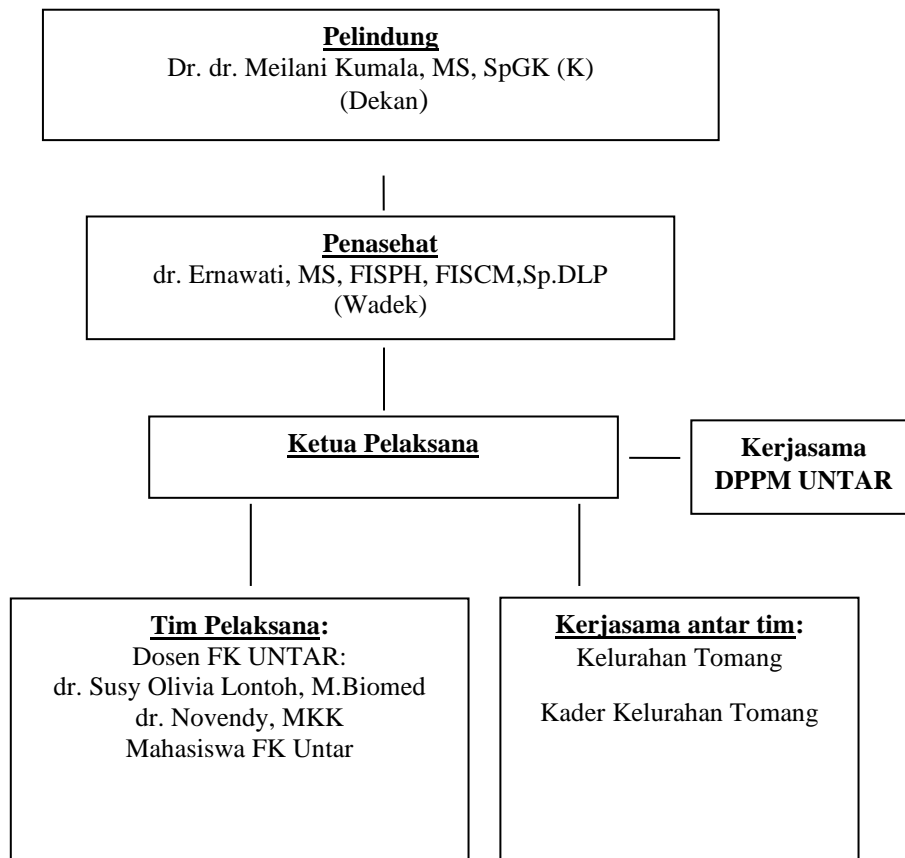 Pelindung
Dr. dr. Meilani Kumala, MS, SpGK (K)
(Dekan)
Penasehat
dr. Ernawati, MS, FISPH, FISCM,Sp.DLP
(Wadek)
Ketua Pelaksana
Kerjasama
DPPM UNTAR
Tim Pelaksana:
Dosen FK UNTAR:
dr. Susy Olivia Lontoh, M.Biomed
dr. Novendy, MKK
Mahasiswa FK Untar
Kerjasama antar tim:
Kelurahan Tomang
Kader Kelurahan Tomang